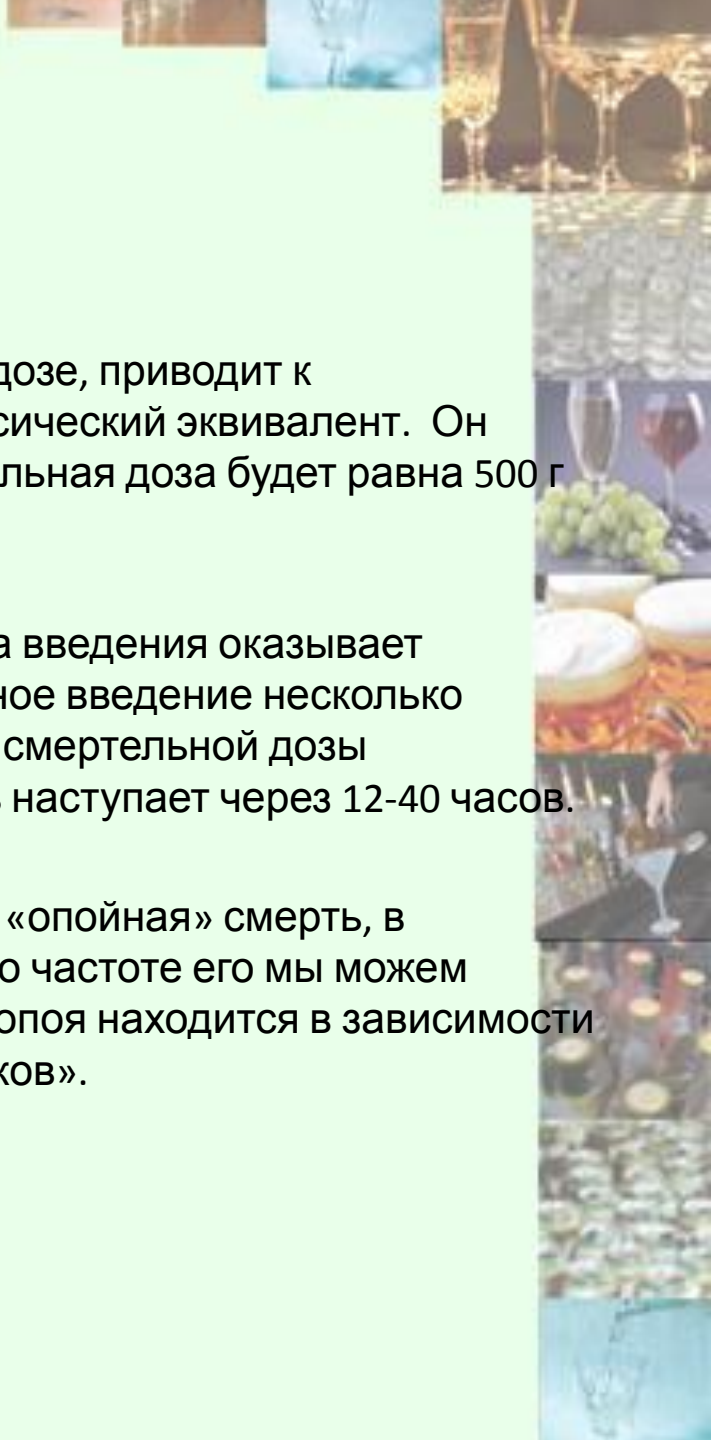 дозе, приводит к
сический эквивалент. Он
льная доза будет равна 500 г
а введения оказывает
ное введение несколько
смертельной дозы
ь наступает через 12-40 часов.
«опойная» смерть, в
о частоте его мы можем
опоя находится в зависимости
ков».